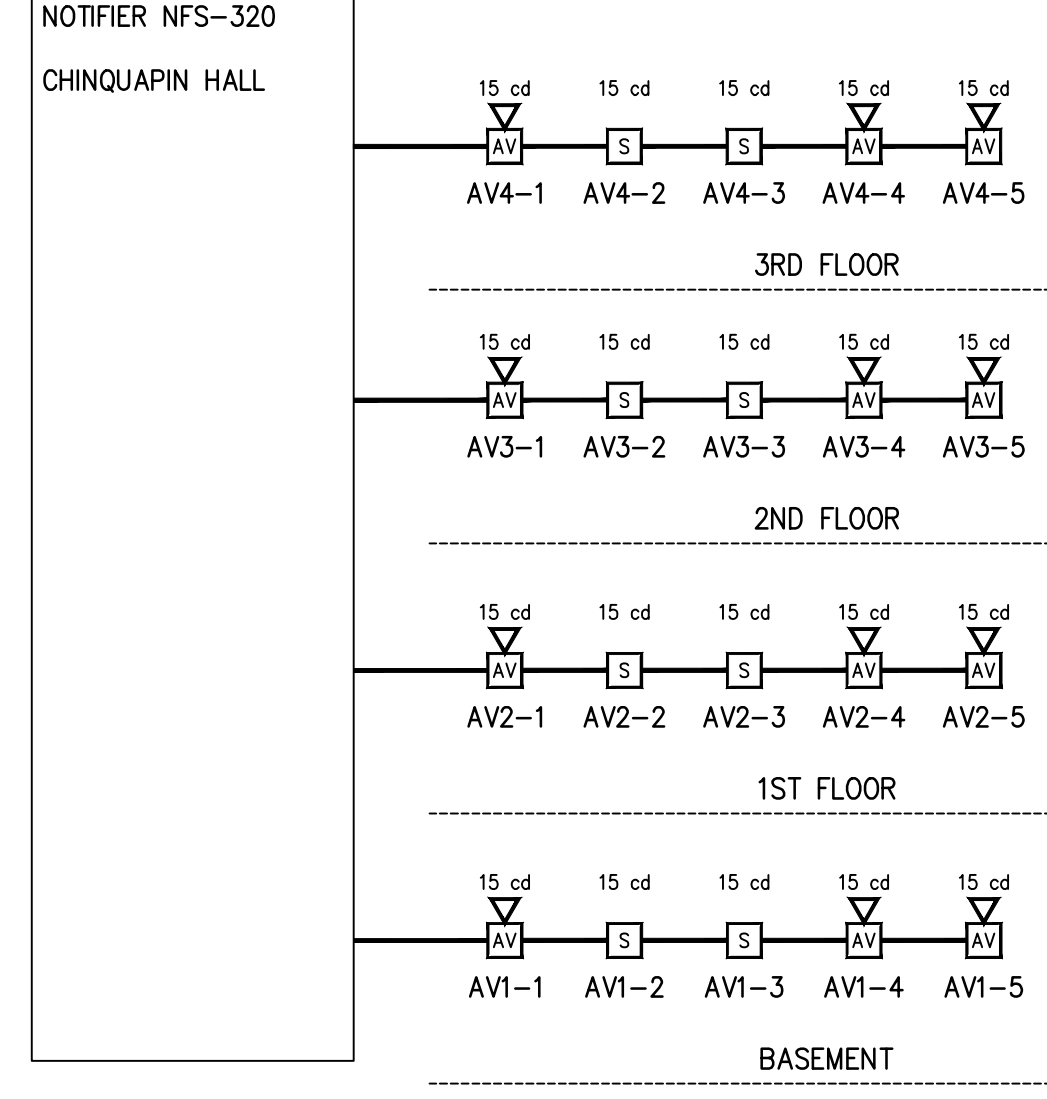 NOTIFIER NFS-320
CHINQUAPIN HALL
15 cd 15 cd 15 cd 15 cd 15 cd
AV S S AV AV
AV4-1 AV4-2 AV4-3 AV4-4 AV4-5
3RD FLOOR
15 cd 15 cd 15 cd 15 cd 15 cd
AV S S AV AV
AV3-1 AV3-2 AV3-3 AV3-4 AV3-5
2ND FLOOR
15 cd 15 cd 15 cd 15 cd 15 cd
AV S S AV AV
AV2-1 AV2-2 AV2-3 AV2-4 AV2-5
1ST FLOOR
15 cd 15 cd 15 cd 15 cd 15 cd
AV S S AV AV
AV1-1 AV1-2 AV1-3 AV1-4 AV1-5
BASEMENT